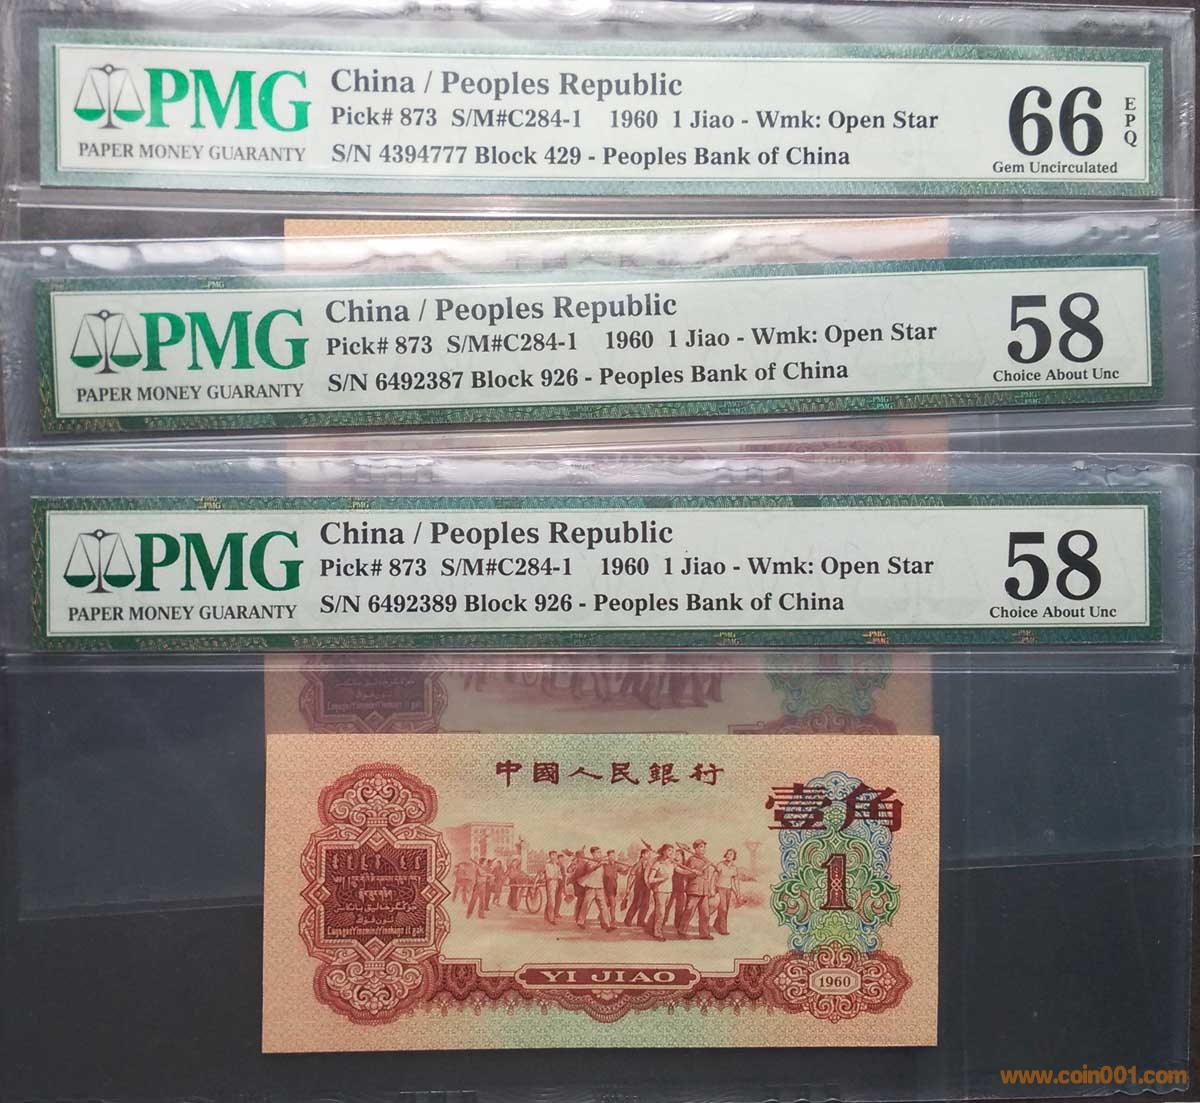 PMG
PAPER MONEY GUARANTY
China / Peoples Republic
Pick# 873 S/M#C284-1 1960 1 Jiao - Wmk: Open Star
S/N 4394777 Block 429 - Peoples Bank of China
66
EPQ
Gem Uncirculated
PMG
PAPER MONEY GUARANTY
China / Peoples Republic
Pick# 873 S/M#C284-1 1960 1 Jiao - Wmk: Open Star
S/N 6492387 Block 926 - Peoples Bank of China
58
Choice About Unc
PMG
PAPER MONEY GUARANTY
China / Peoples Republic
Pick# 873 S/M#C284-1 1960 1 Jiao - Wmk: Open Star
S/N 6492389 Block 926 - Peoples Bank of China
58
Choice About Unc
中國人民銀行
壹角
1
YI JIAO
1960
www.coin001.com